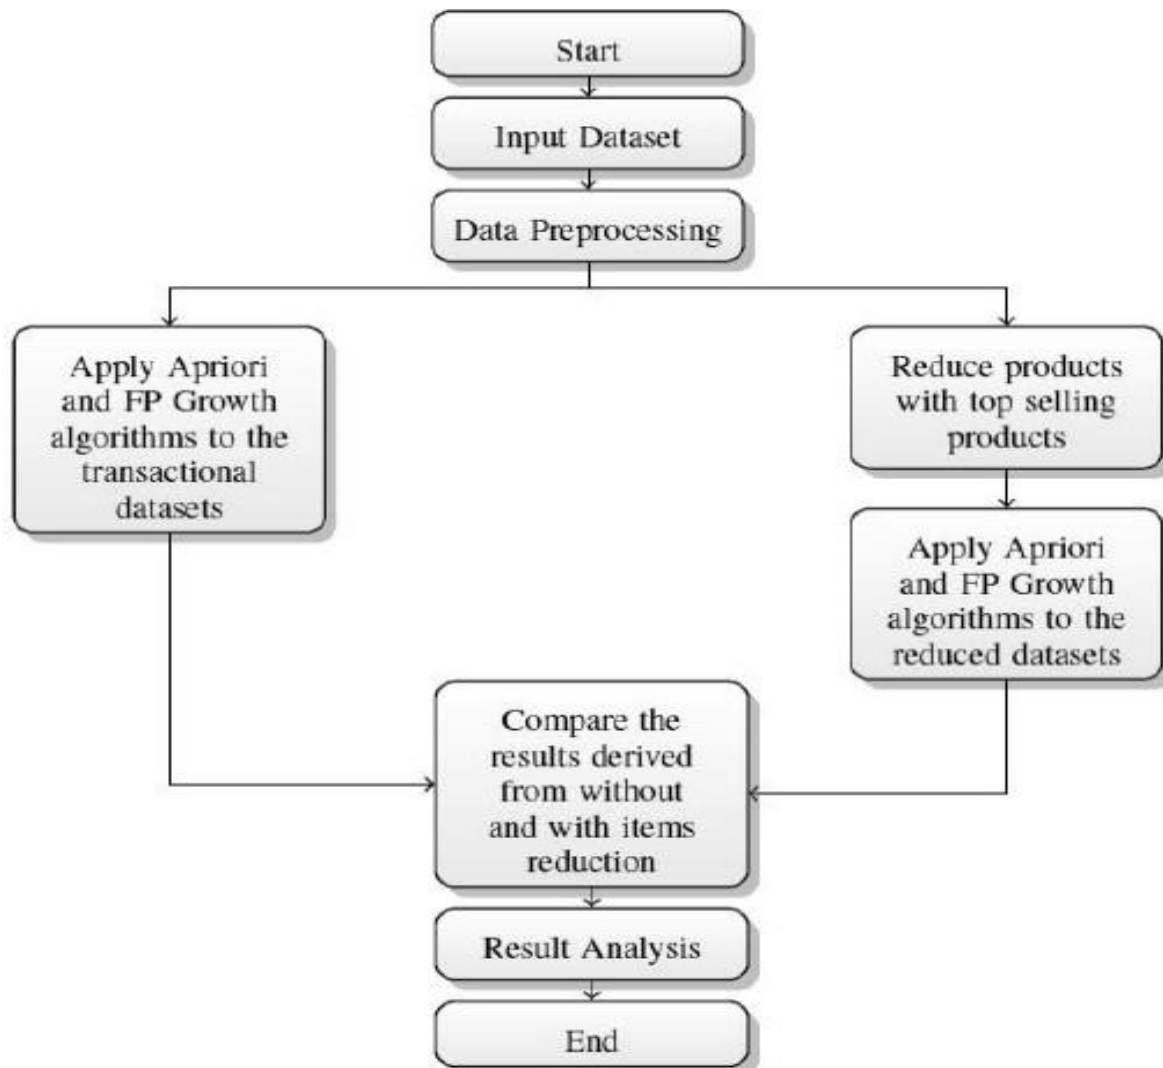 Start
Input Dataset
Data Preprocessing
Apply Apriori
and FP Growth
algorithms to the
transactional
datasets
Reduce products
with top selling
products
Apply Apriori
and FP Growth
algorithms to the
reduced datasets
Compare the
results derived
from without
and with items
reduction
Result Analysis
End